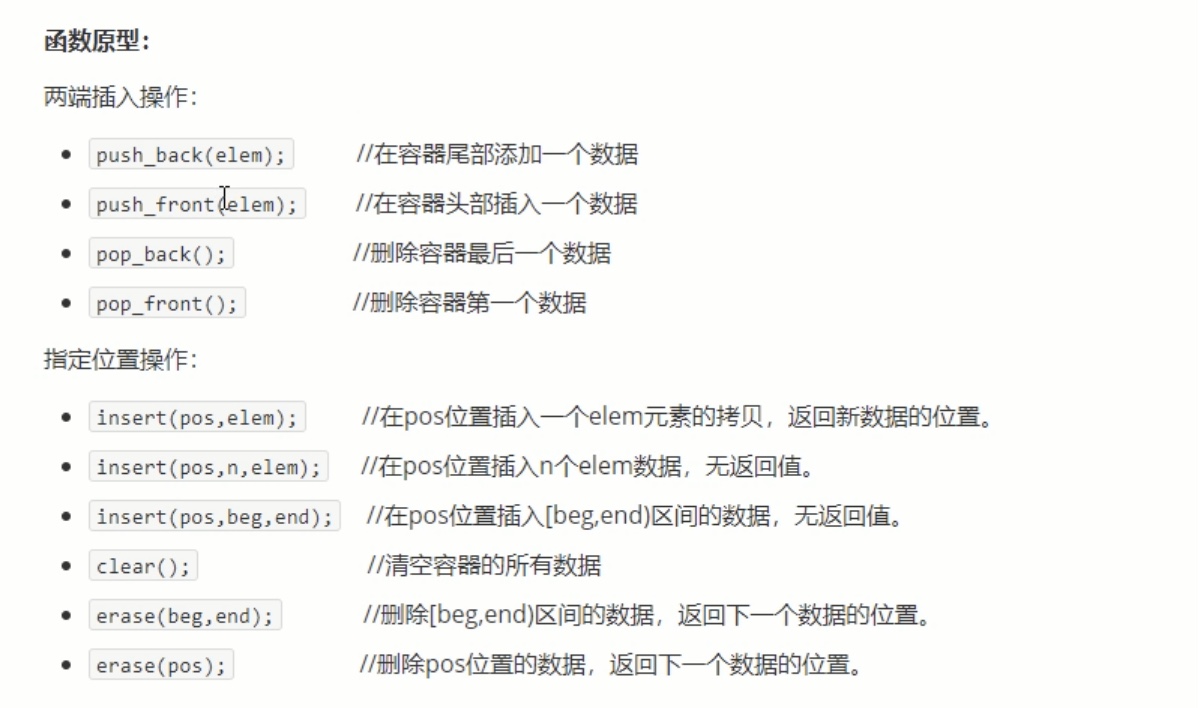 函数原型：
两端插入操作：
push_back(elem); //在容器尾部添加一个数据
push_front(elem); //在容器头部插入一个数据
pop_back(); //删除容器最后一个数据
pop_front(); //删除容器第一个数据
指定位置操作：
insert(pos,elem); //在pos位置插入一个elem元素的拷贝，返回新数据的位置。
insert(pos,n,elem); //在pos位置插入n个elem数据，无返回值。
insert(pos,beg,end); //在pos位置插入[beg,end)区间的数据，无返回值。
clear(); //清空容器的所有数据
erase(beg,end); //删除[beg,end)区间的数据，返回下一个数据的位置。
erase(pos); //删除pos位置的数据，返回下一个数据的位置。